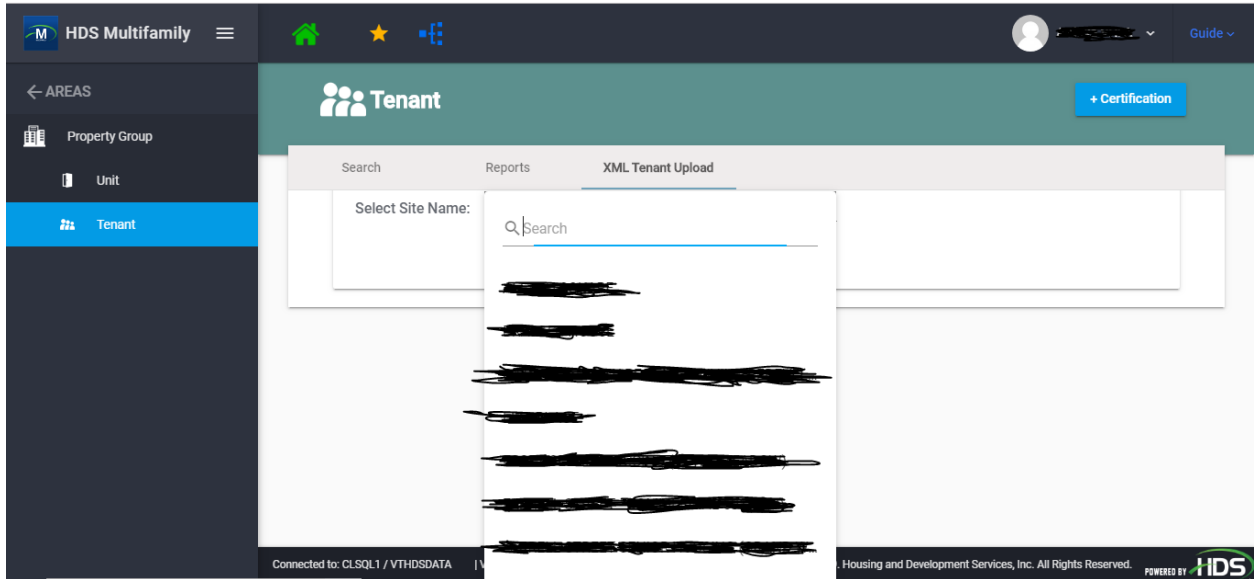 M HDS Multifamily
Guide
AREAS
Tenant
+ Certification
Property Group
Search Reports XML Tenant Upload
Unit
Select Site Name:
Tenant
Search
Connected to: CLSQL1 / VTHDSDATA | . Housing and Development Services, Inc. All Rights Reserved. POWERED BY HDS